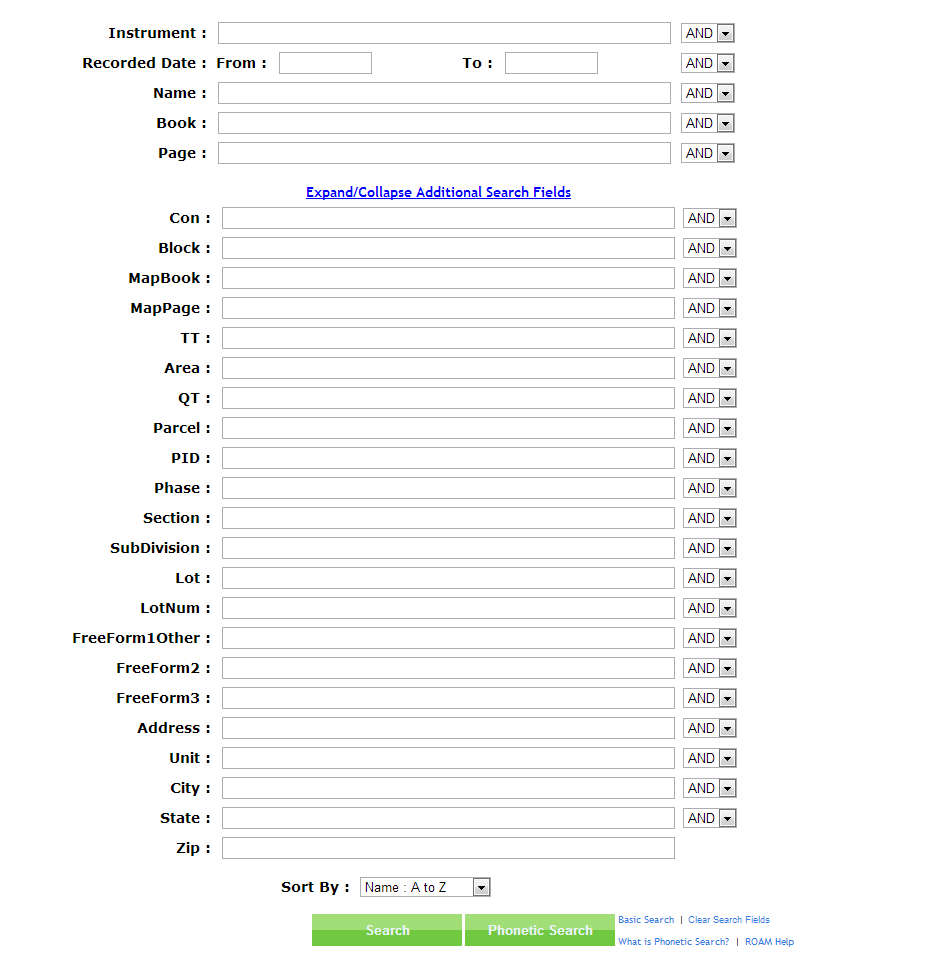 Instrument : AND
Recorded Date : From : To : AND
Name : AND
Book : AND
Page : AND
Expand/Collapse Additional Search Fields
Con : AND
Block : AND
MapBook : AND
MapPage : AND
TT : AND
Area : AND
QT : AND
Parcel : AND
PID : AND
Phase : AND
Section : AND
SubDivision : AND
Lot : AND
LotNum : AND
FreeForm1Other : AND
FreeForm2 : AND
FreeForm3 : AND
Address : AND
Unit : AND
City : AND
State : AND
Zip :
Sort By : Name : A to Z
Search Phonetic Search Basic Search | Clear Search Fields
What is Phonetic Search? | ROAM Help